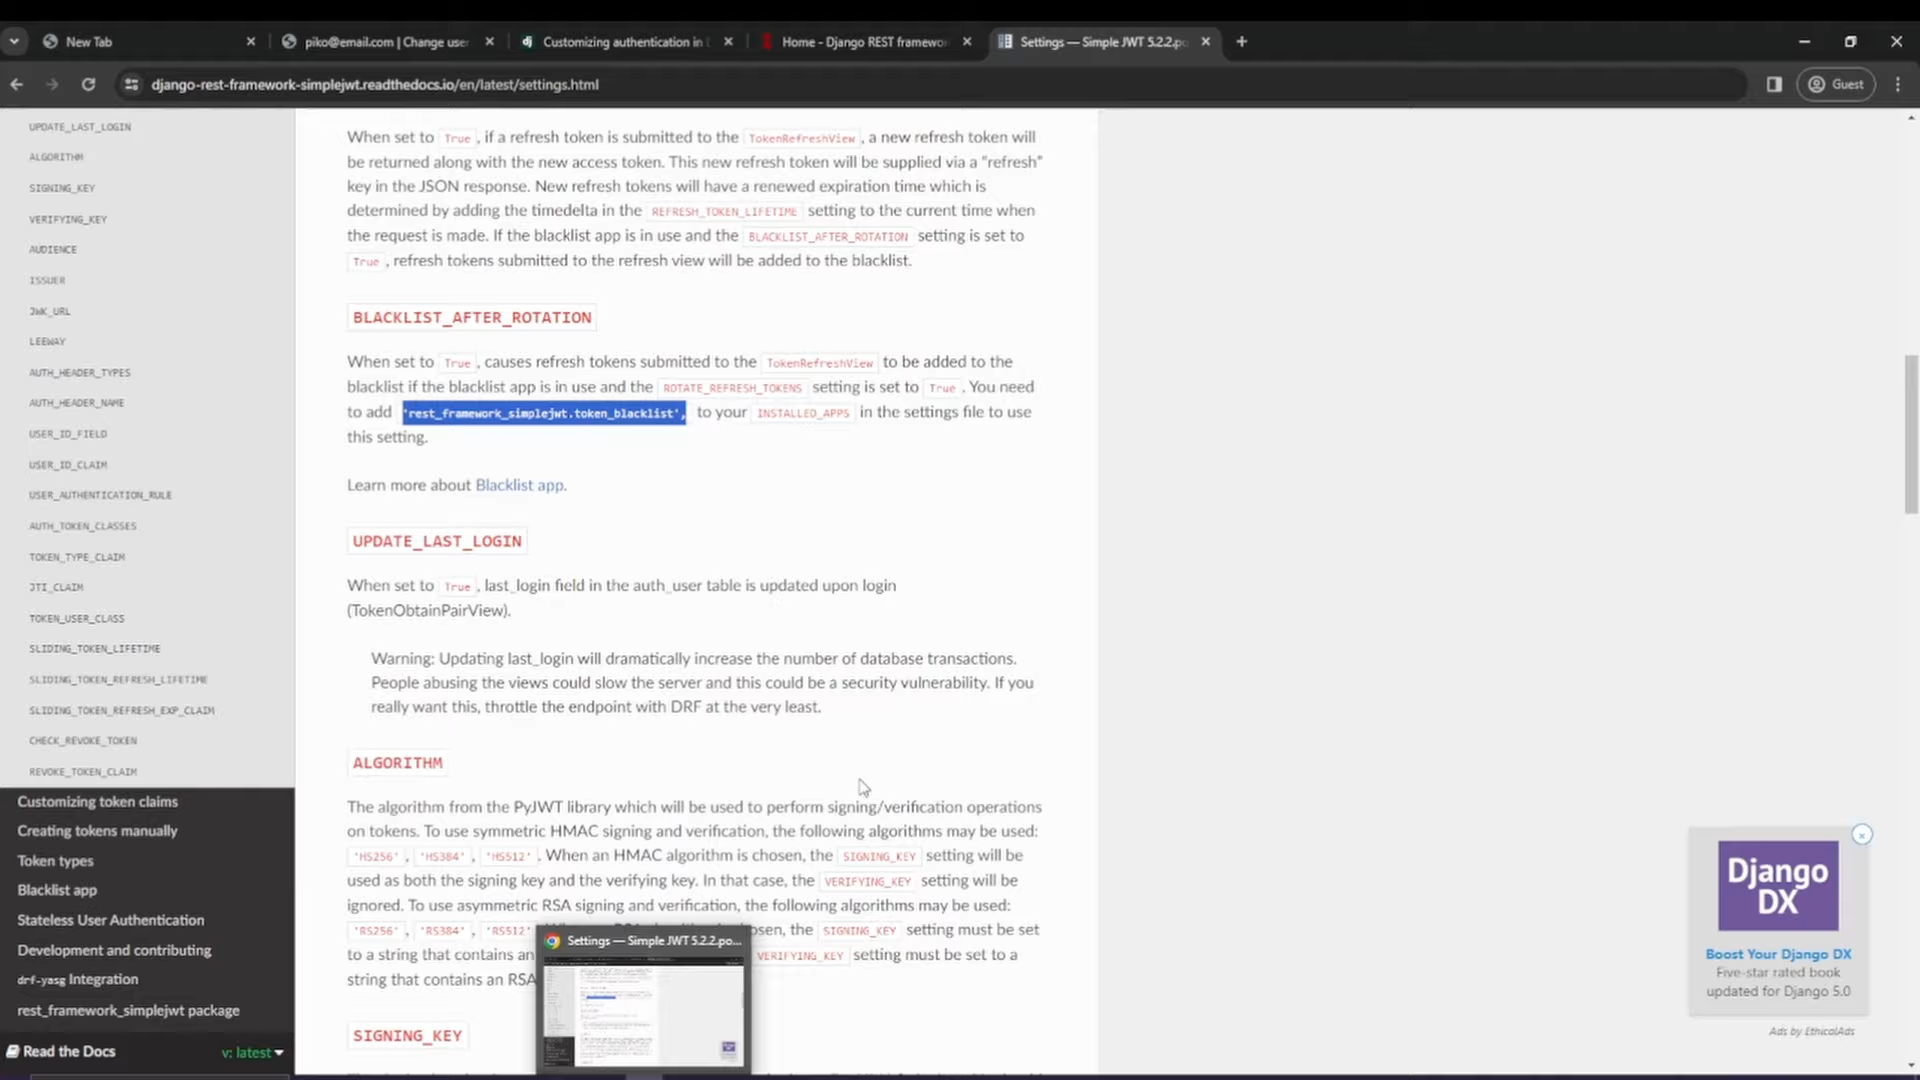 New Tab
piko@email.com | Change user
Customizing authentication in
Home - Django REST framewor
Settings — Simple JWT 5.2.2.po
django-rest-framework-simplejwt.readthedocs.io/en/latest/settings.html
Guest
UPDATE_LAST_LOGIN
ALGORITHM
SIGNING_KEY
VERIFYING_KEY
AUDIENCE
ISSUER
JWK_URL
LEEWAY
AUTH_HEADER_TYPES
AUTH_HEADER_NAME
USER_ID_FIELD
USER_ID_CLAIM
USER_AUTHENTICATION_RULE
AUTH_TOKEN_CLASSES
TOKEN_TYPE_CLAIM
JTI_CLAIM
TOKEN_USER_CLASS
SLIDING_TOKEN_LIFETIME
SLIDING_TOKEN_REFRESH_LIFETIME
SLIDING_TOKEN_REFRESH_EXP_CLAIM
CHECK_REVOKE_TOKEN
REVOKE_TOKEN_CLAIM
Customizing token claims
Creating tokens manually
Token types
Blacklist app
Stateless User Authentication
Development and contributing
drf-yasg Integration
rest_framework_simplejwt package
Read the Docs
v: latest
When set to True, if a refresh token is submitted to the TokenRefreshView, a new refresh token will
be returned along with the new access token. This new refresh token will be supplied via a “refresh”
key in the JSON response. New refresh tokens will have a renewed expiration time which is
determined by adding the timedelta in the REFRESH_TOKEN_LIFETIME setting to the current time when
the request is made. If the blacklist app is in use and the BLACKLIST_AFTER_ROTATION setting is set to
True, refresh tokens submitted to the refresh view will be added to the blacklist.
BLACKLIST_AFTER_ROTATION
When set to True, causes refresh tokens submitted to the TokenRefreshView to be added to the
blacklist if the blacklist app is in use and the ROTATE_REFRESH_TOKENS setting is set to True. You need
to add 'rest_framework_simplejwt.token_blacklist', to your INSTALLED_APPS in the settings file to use
this setting.
Learn more about Blacklist app.
UPDATE_LAST_LOGIN
When set to True, last_login field in the auth_user table is updated upon login
(TokenObtainPairView).
Warning: Updating last_login will dramatically increase the number of database transactions.
People abusing the views could slow the server and this could be a security vulnerability. If you
really want this, throttle the endpoint with DRF at the very least.
ALGORITHM
The algorithm from the PyJWT library which will be used to perform signing/verification operations
on tokens. To use symmetric HMAC signing and verification, the following algorithms may be used:
'HS256', 'HS384', 'HS512'. When an HMAC algorithm is chosen, the SIGNING_KEY setting will be
used as both the signing key and the verifying key. In that case, the VERIFYING_KEY setting will be
ignored. To use asymmetric RSA signing and verification, the following algorithms may be used:
'RS256', 'RS384', 'RS512' osen, the SIGNING_KEY setting must be set
to a string that contains an VERIFYING_KEY setting must be set to a
string that contains an RSA
SIGNING_KEY
Settings — Simple JWT 5.2.2.po...
Django
DX
Boost Your Django DX
Five-star rated book
updated for Django 5.0
Ads by EthicalAds